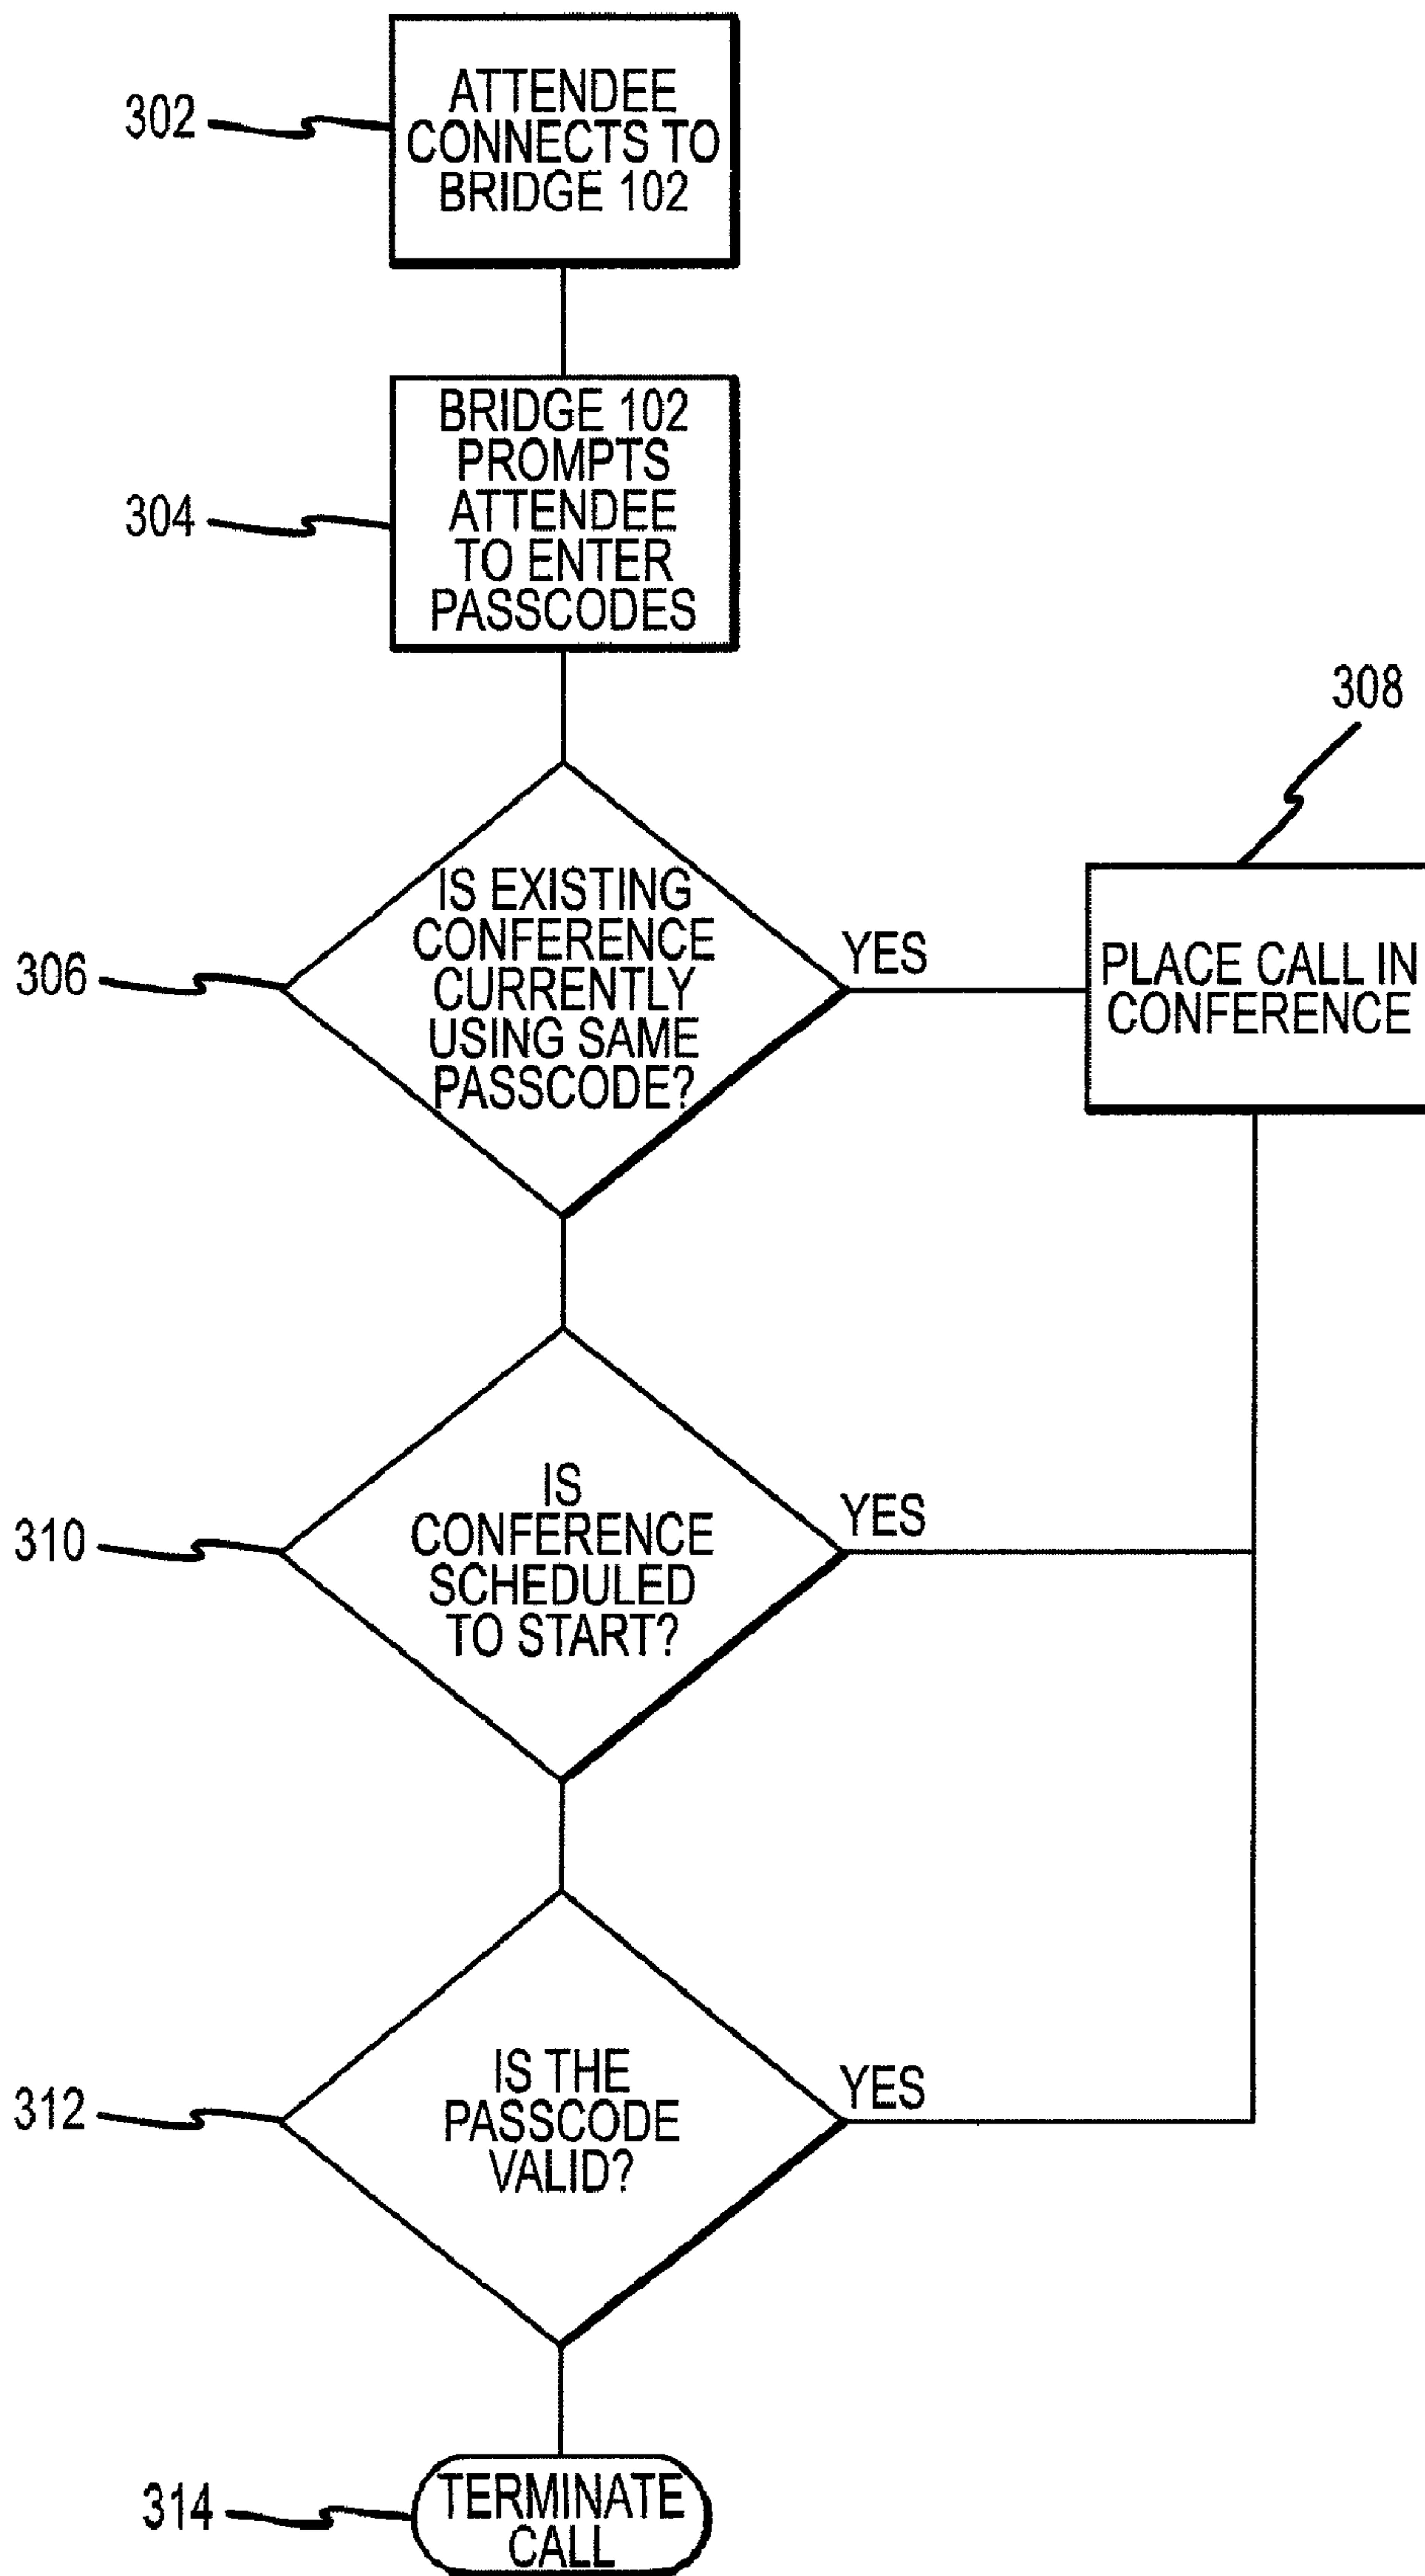 302
ATTENDEE
CONNECTS TO
BRIDGE 102
304
BRIDGE 102
PROMPTS
ATTENDEE
TO ENTER
PASSCODES
308
306
IS EXISTING
CONFERENCE
CURRENTLY
USING SAME
PASSCODE?
YES
PLACE CALL IN
CONFERENCE
310
IS
CONFERENCE
SCHEDULED
TO START?
YES
312
IS THE
PASSCODE
VALID?
YES
314
TERMINATE
CALL